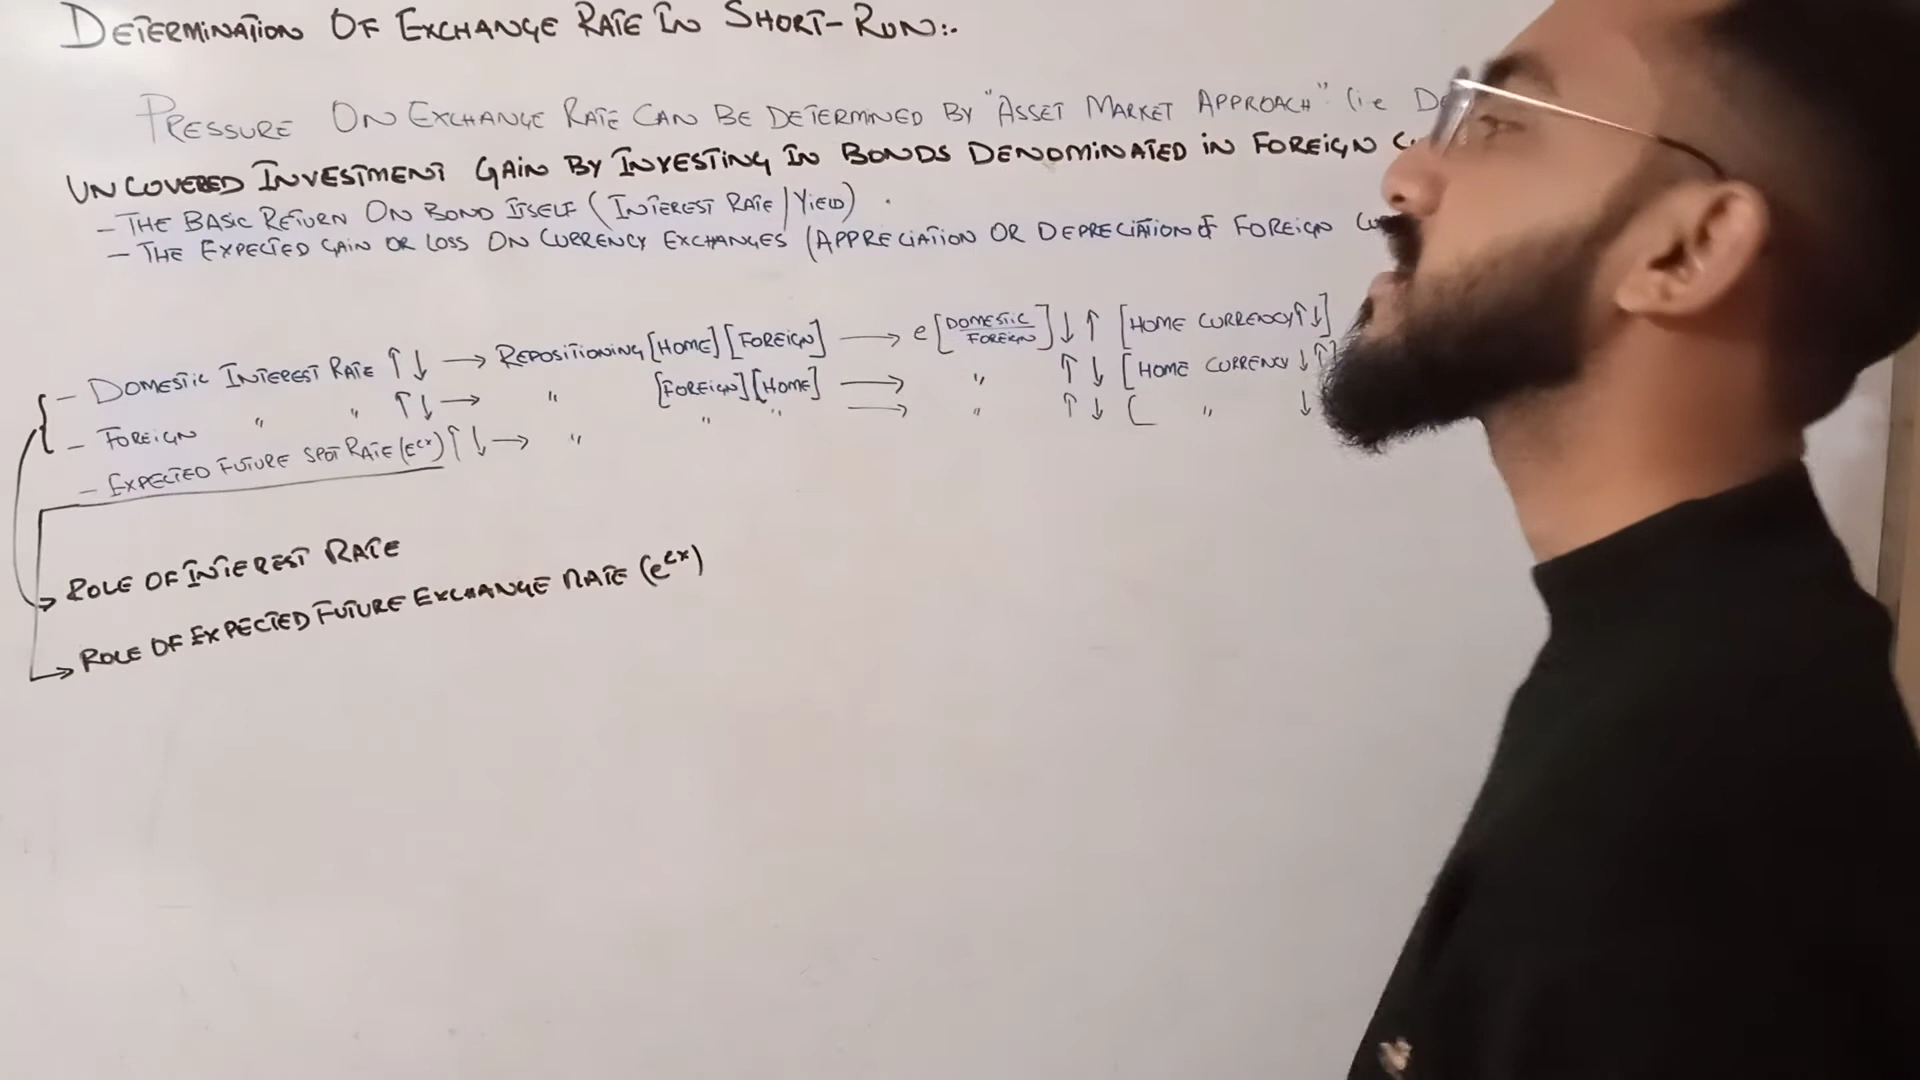 DETERMINATION OF EXCHANGE RATE IN SHORT-RUN:-
PRESSURE ON EXCHANGE RATE CAN BE DETERMINED BY "ASSET MARKET APPROACH" (i.e
UNCOVERED INVESTMENT GAIN BY INVESTING IN BONDS DENOMINATED IN FOREIGN
- THE BASIC RETURN ON BOND ITSELF (INTEREST RATE | YIELD) .
- THE EXPECTED GAIN OR LOSS ON CURRENCY EXCHANGES (APPRECIATION OR DEPRECIATION OF FOREIGN
- DOMESTIC INTEREST RATE ↑ ↓ → REPOSITIONING [HOME] [FOREIGN] → e [DOMESTIC/FOREIGN] ↓ ↑ [HOME CURRENCY ↑ ↓]
- FOREIGN " " ↑ ↓ → " [FOREIGN] [HOME] → " ↑ ↓ [HOME CURRENCY ↓ ↑]
- EXPECTED FUTURE SPOT RATE (E^ex) ↑ ↓ → " " " → " ↑ ↓ [ " ↓
→ ROLE OF INTEREST RATE
→ ROLE OF EXPECTED FUTURE EXCHANGE RATE (e^ex)